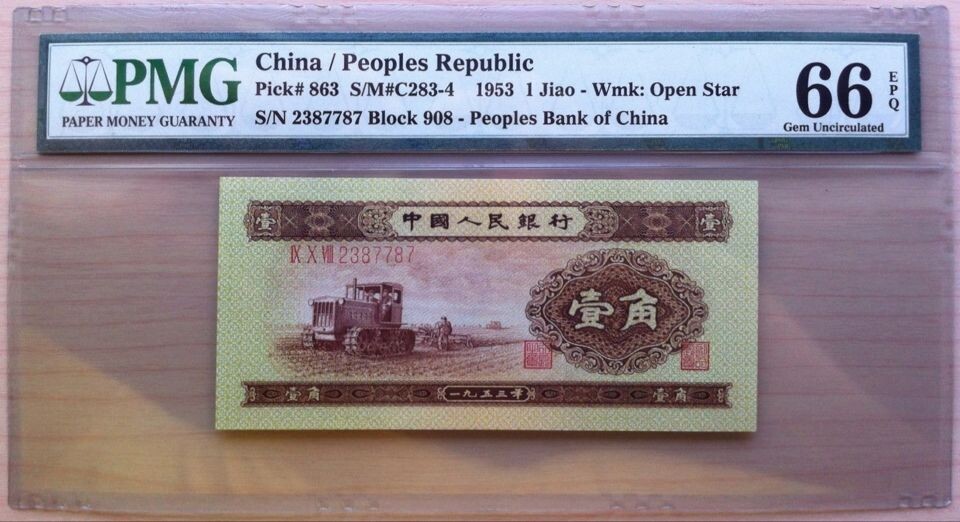 PMG
PAPER MONEY GUARANTY
China / Peoples Republic
Pick# 863 S/M#C283-4 1953 1 Jiao - Wmk: Open Star
S/N 2387787 Block 908 - Peoples Bank of China
66
EPQ
Gem Uncirculated
壹 中國人民銀行 壹
IX X VIII 2387787
壹角
壹角 一九五三年 壹角